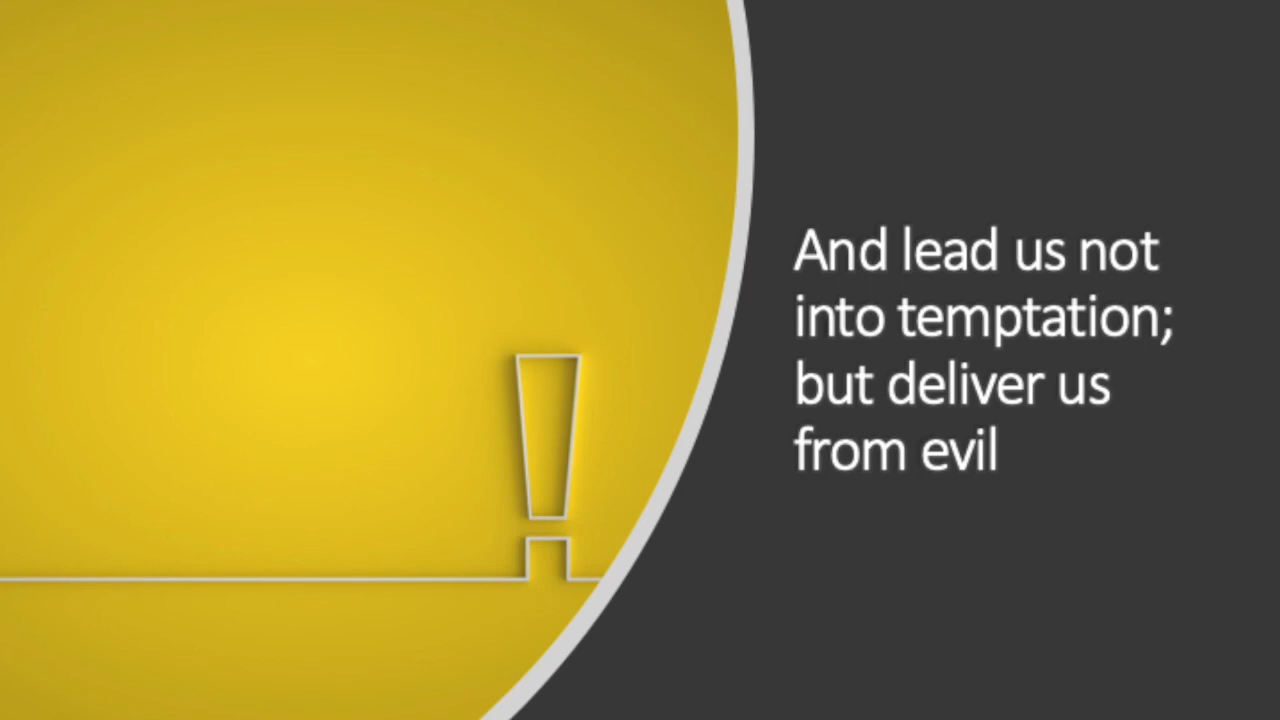 And lead us not
into temptation;
but deliver us
from evil